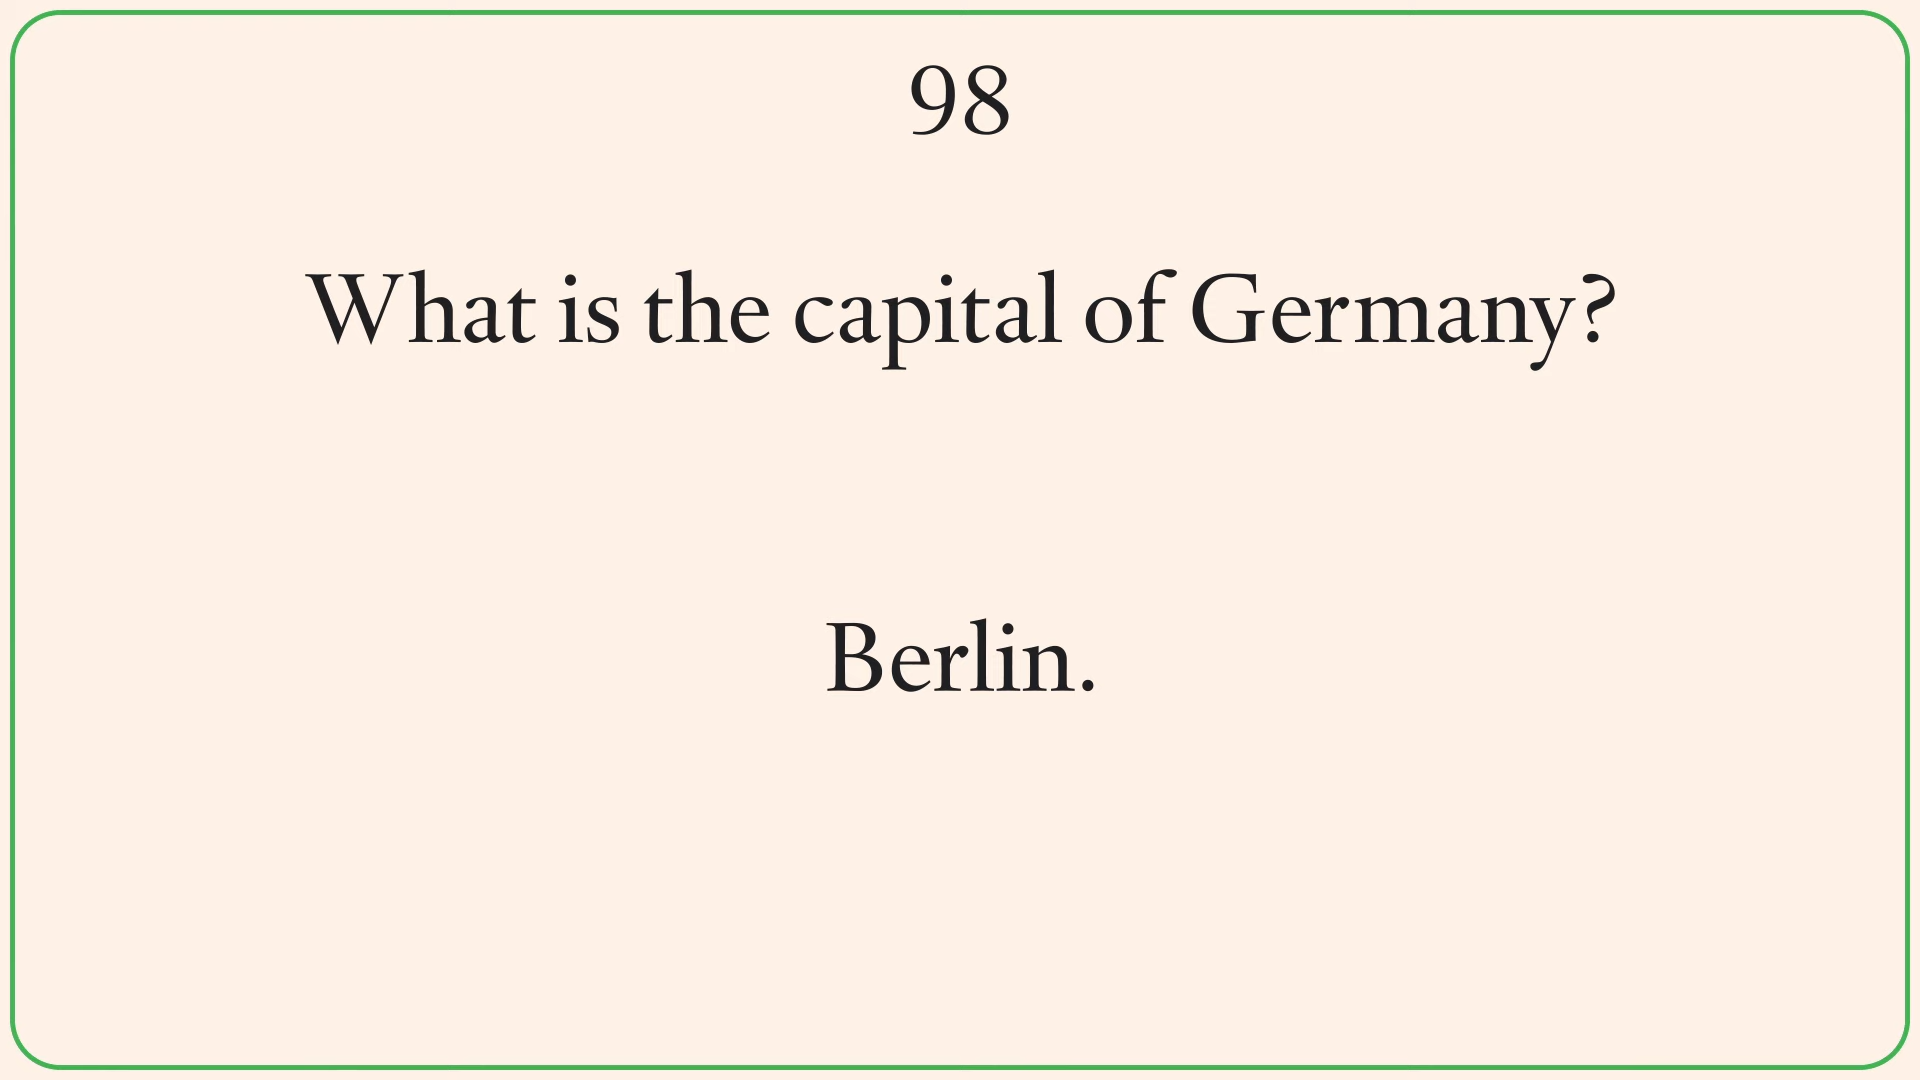 98
What is the capital of Germany?
Berlin.